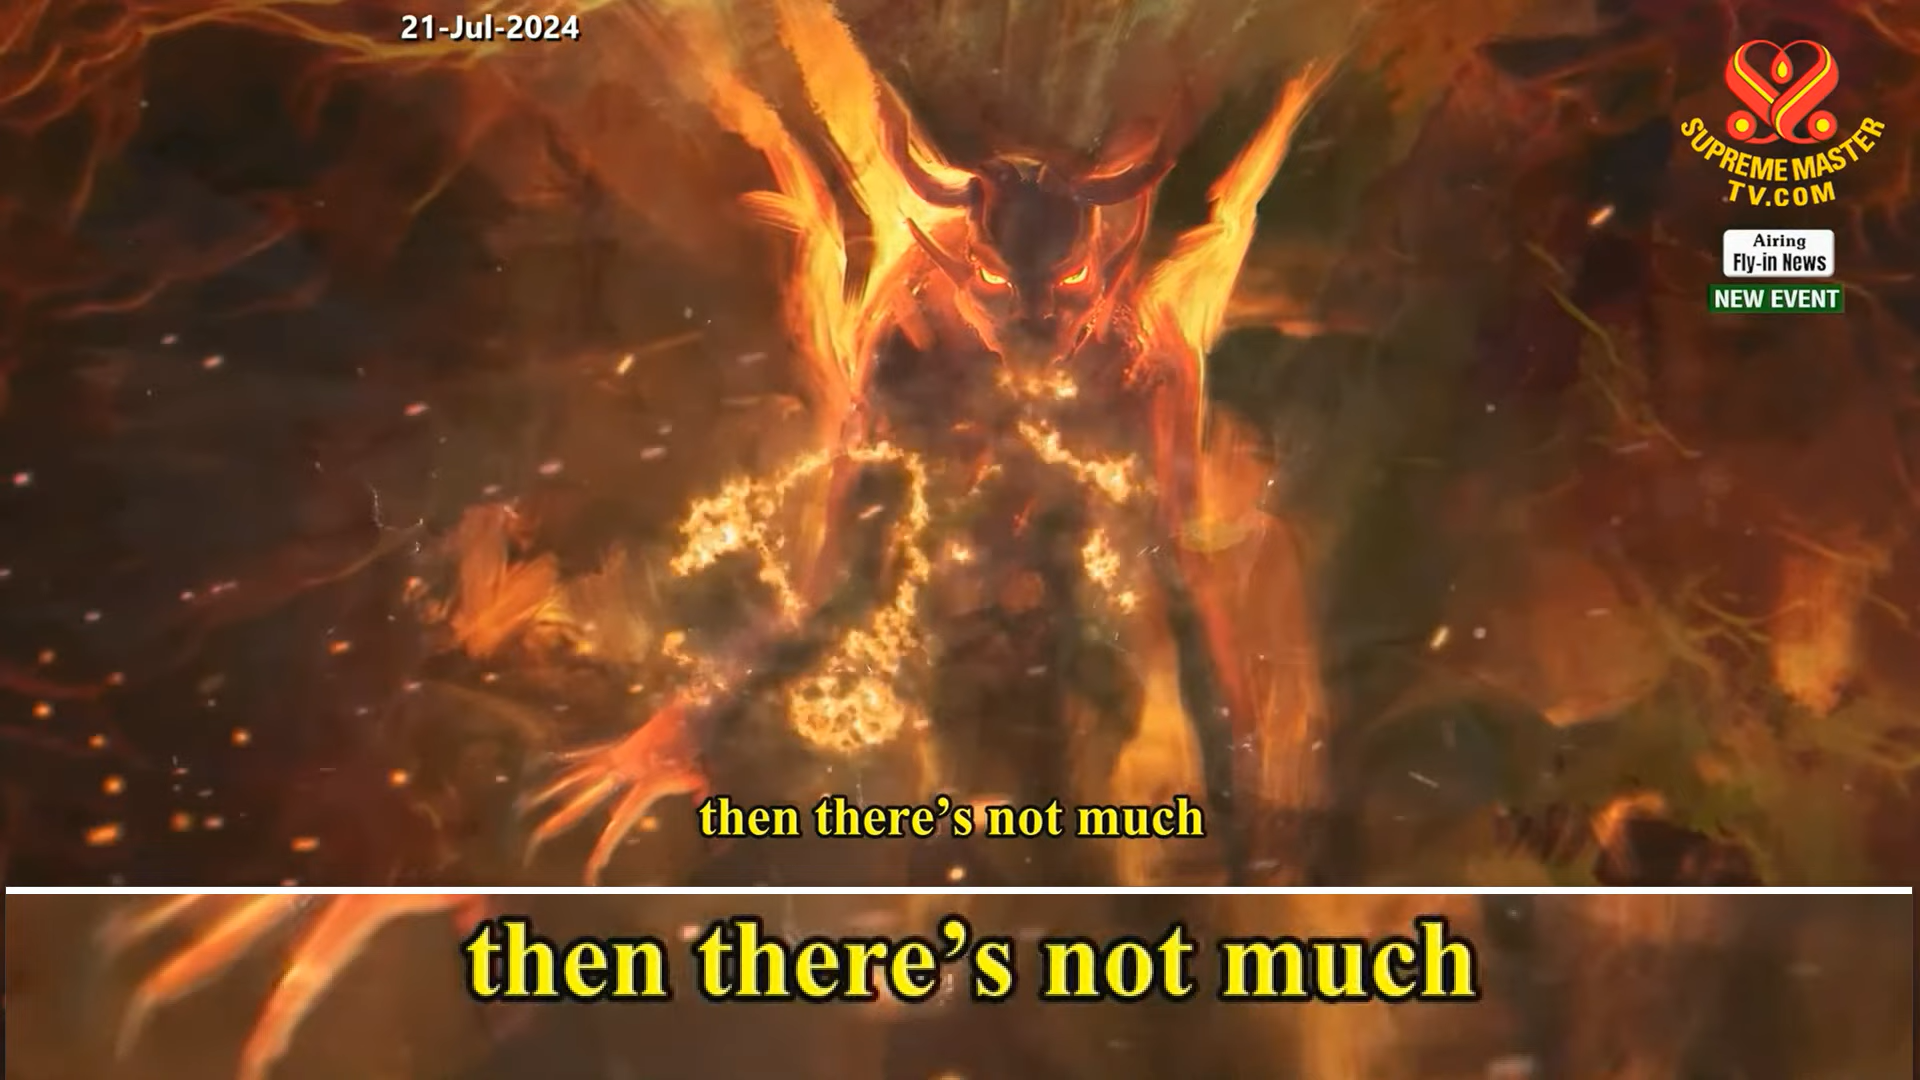 21-Jul-2024
SUPREME MASTER
TV.COM
Airing
Fly-in News
NEW EVENT
then there's not much
then there's not much